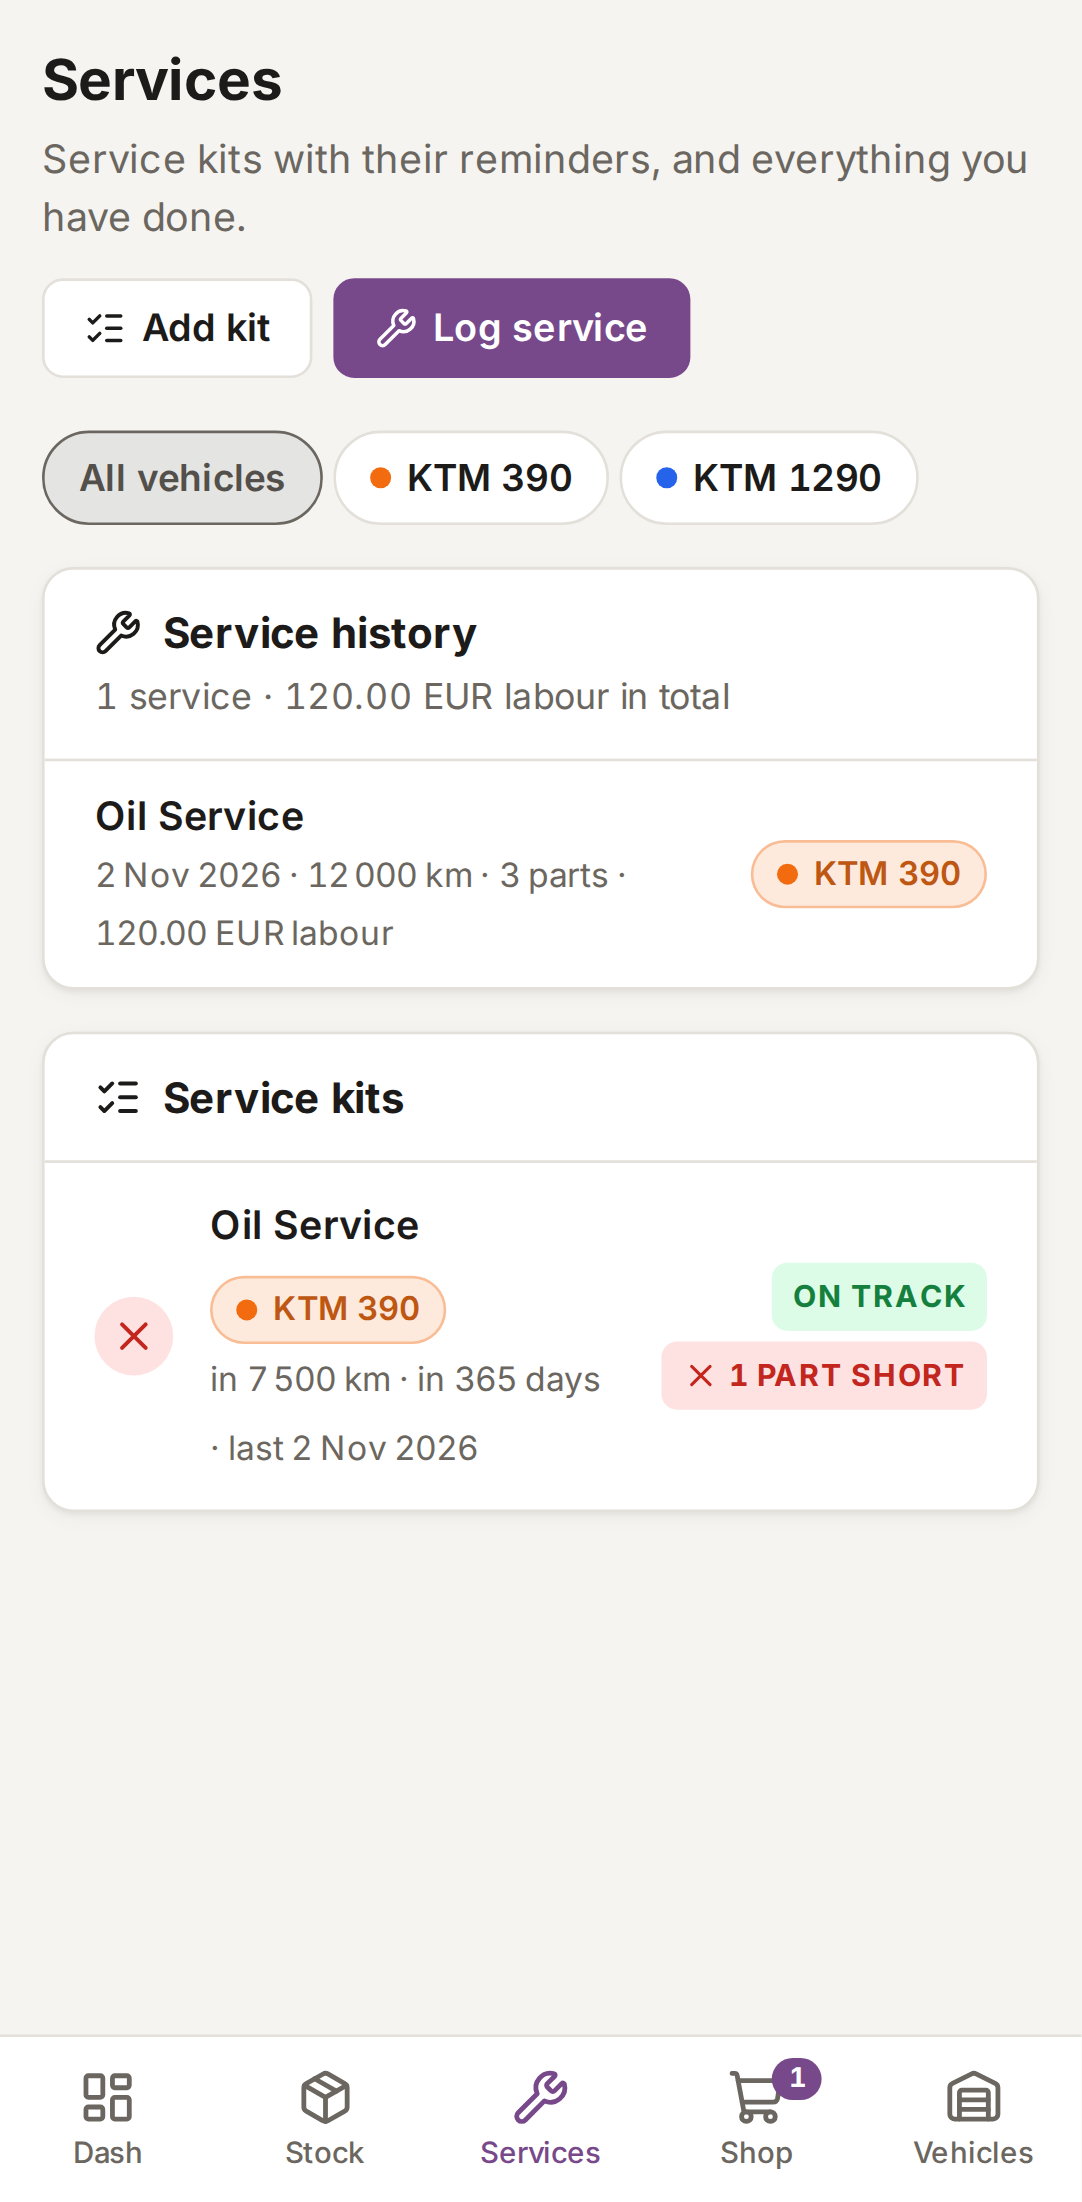 Services
Service kits with their reminders, and everything you
have done.
Add kit
Log service
All vehicles
KTM 390
KTM 1290
Service history
1 service · 120.00 EUR labour in total
Oil Service
2 Nov 2026 · 12 000 km · 3 parts ·
120.00 EUR labour
KTM 390
Service kits
Oil Service
KTM 390
in 7 500 km · in 365 days
· last 2 Nov 2026
ON TRACK
1 PART SHORT
Dash
Stock
Services
1
Shop
Vehicles